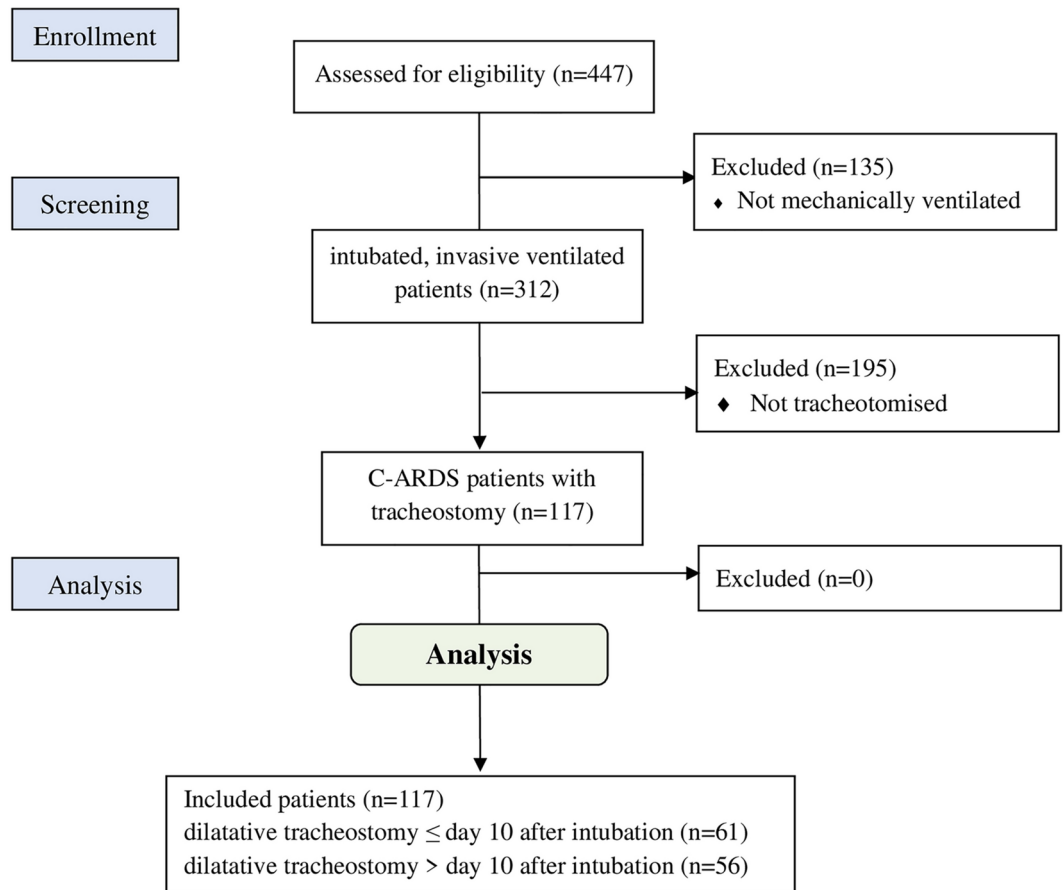 Enrollment
Assessed for eligibility (n=447)
Excluded (n=135)
♦ Not mechanically ventilated
Screening
intubated, invasive ventilated
patients (n=312)
Excluded (n=195)
♦ Not tracheotomised
C-ARDS patients with
tracheostomy (n=117)
Analysis
Excluded (n=0)
Analysis
Included patients (n=117)
dilatative tracheostomy ≤ day 10 after intubation (n=61)
dilatative tracheostomy > day 10 after intubation (n=56)